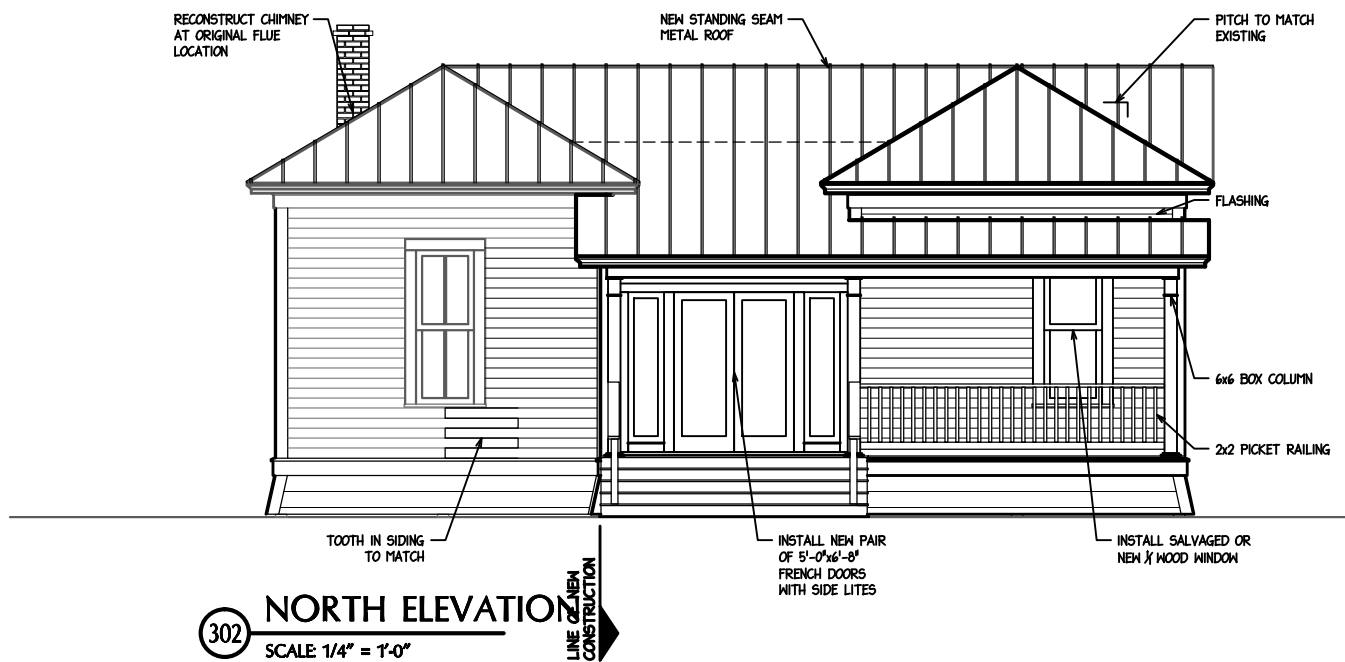 RECONSTRUCT CHIMNEY
AT ORIGINAL FLUE
LOCATION
NEW STANDING SEAM
METAL ROOF
PITCH TO MATCH
EXISTING
FLASHING
6x6 BOX COLUMN
2x2 PICKET RAILING
TOOTH IN SIDING
TO MATCH
INSTALL NEW PAIR
OF 5'-0"x6'-8"
FRENCH DOORS
WITH SIDE LITES
INSTALL SALVAGED OR
NEW WOOD WINDOW
LINE OF NEW
CONSTRUCTION
302
NORTH ELEVATION
SCALE: 1/4" = 1'-0"